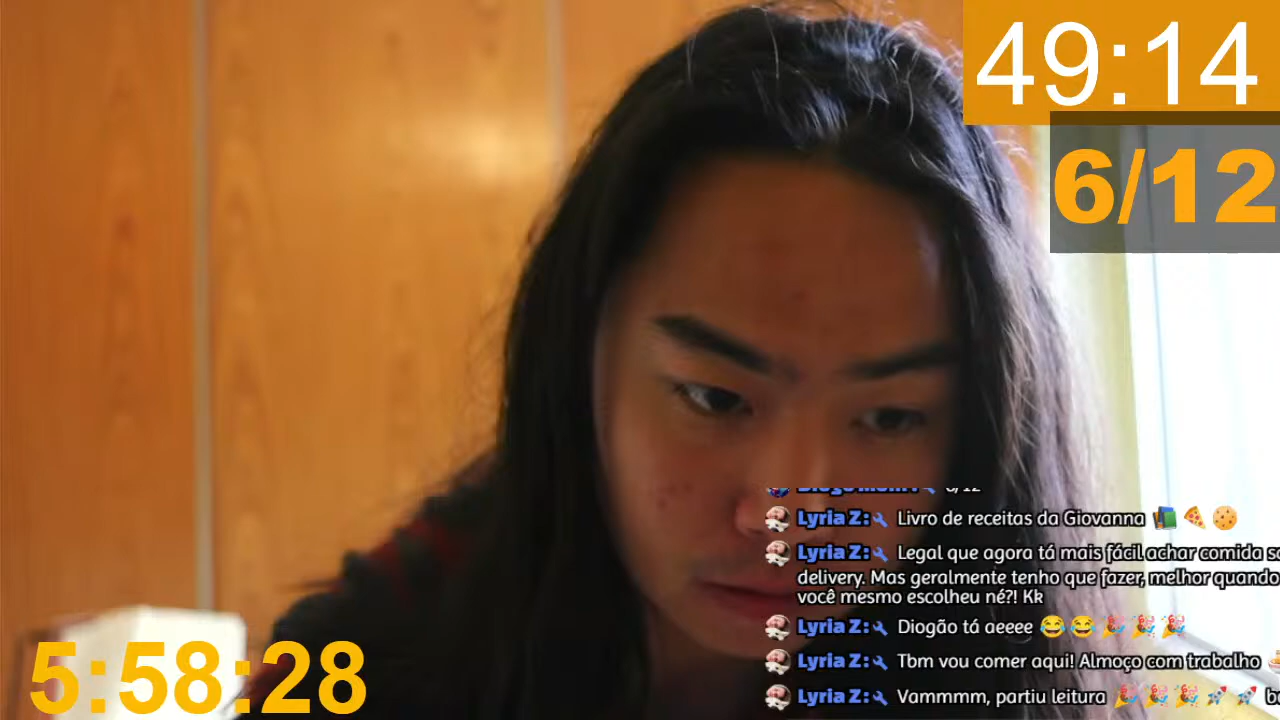 49:14
6/12
6/12
Lyria Z: Livro de receitas da Giovanna
Lyria Z: Legal que agora tá mais fácil achar comida
delivery. Mas geralmente tenho que fazer, melhor quando
você mesmo escolheu né?! Kk
Lyria Z: Diogão tá aeeee 😂😂🎉🎉🎉
Lyria Z: Tbm vou comer aqui! Almoço com trabalho
Lyria Z: Vammmm, partiu leitura 🎉🎉🎉🚀🚀
5:58:28